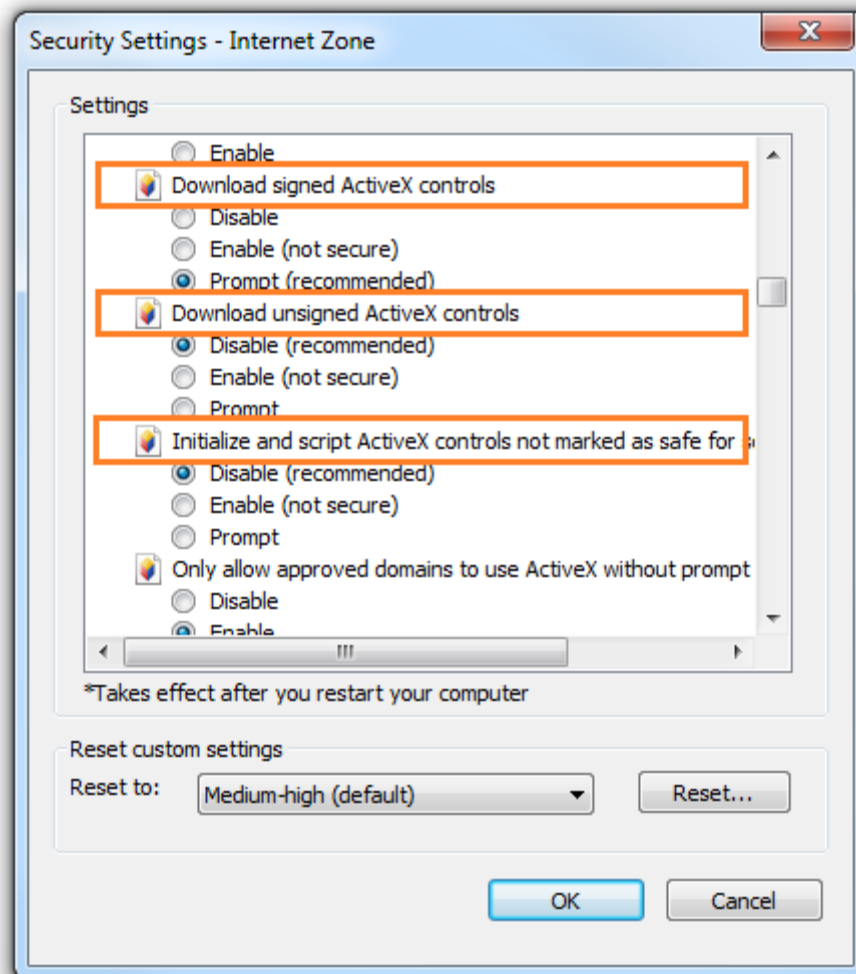 Security Settings - Internet Zone
Settings
Enable
Download signed ActiveX controls
Disable
Enable (not secure)
Prompt (recommended)
Download unsigned ActiveX controls
Disable (recommended)
Enable (not secure)
Prompt
Initialize and script ActiveX controls not marked as safe for
Disable (recommended)
Enable (not secure)
Prompt
Only allow approved domains to use ActiveX without prompt
Disable
Enable
*Takes effect after you restart your computer
Reset custom settings
Reset to:
Medium-high (default)
Reset...
OK
Cancel